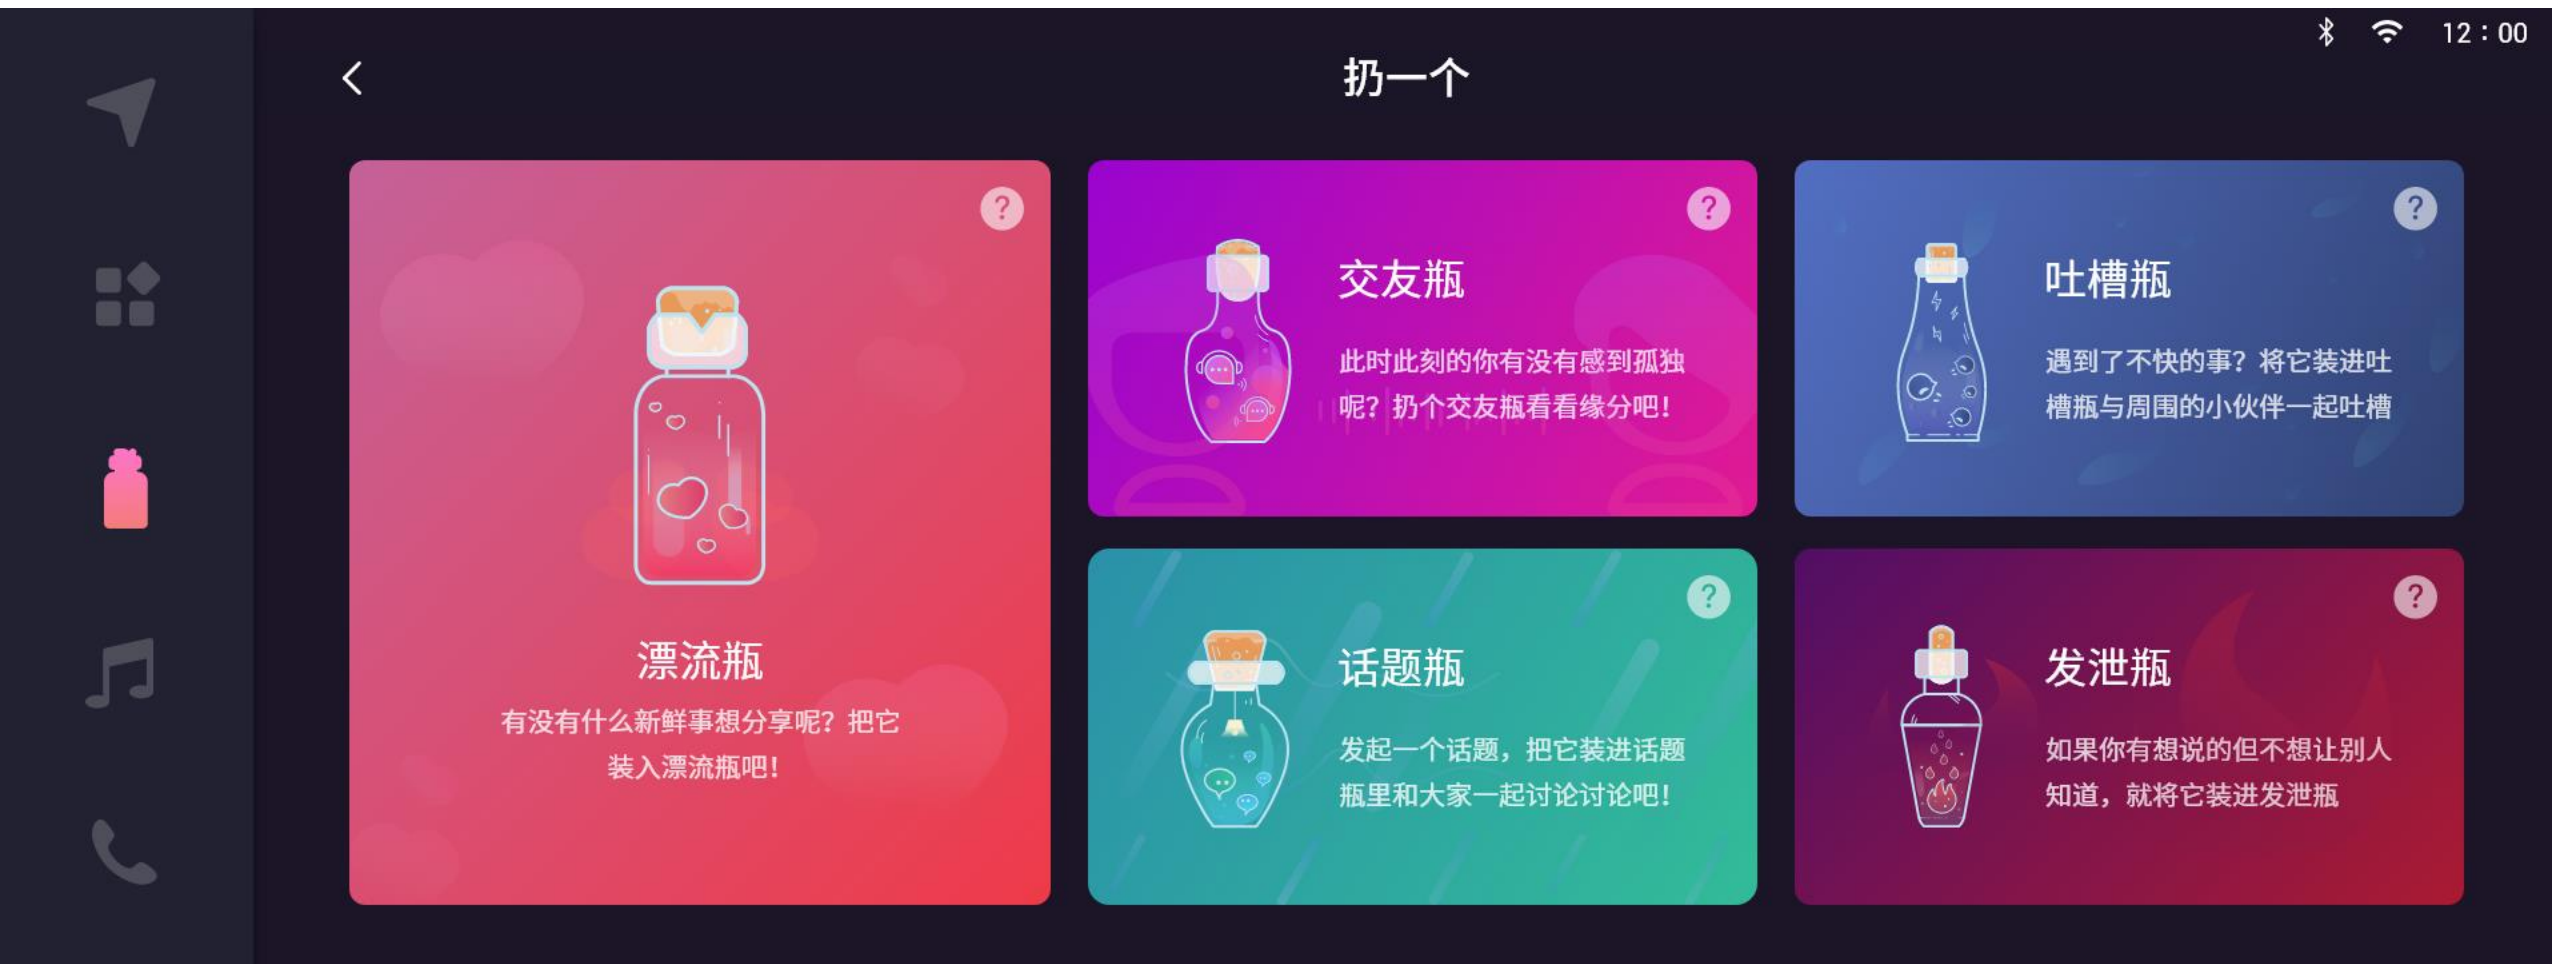 12：00
扔一个
?
漂流瓶
有没有什么新鲜事想分享呢？把它
装入漂流瓶吧！
?
交友瓶
此时此刻的你有没有感到孤独
呢？扔个交友瓶看看缘分吧！
?
吐槽瓶
遇到了不快的事？将它装进吐
槽瓶与周围的小伙伴一起吐槽
?
话题瓶
发起一个话题，把它装进话题
瓶里和大家一起讨论讨论吧！
?
发泄瓶
如果你有想说的但不想让别人
知道，就将它装进发泄瓶